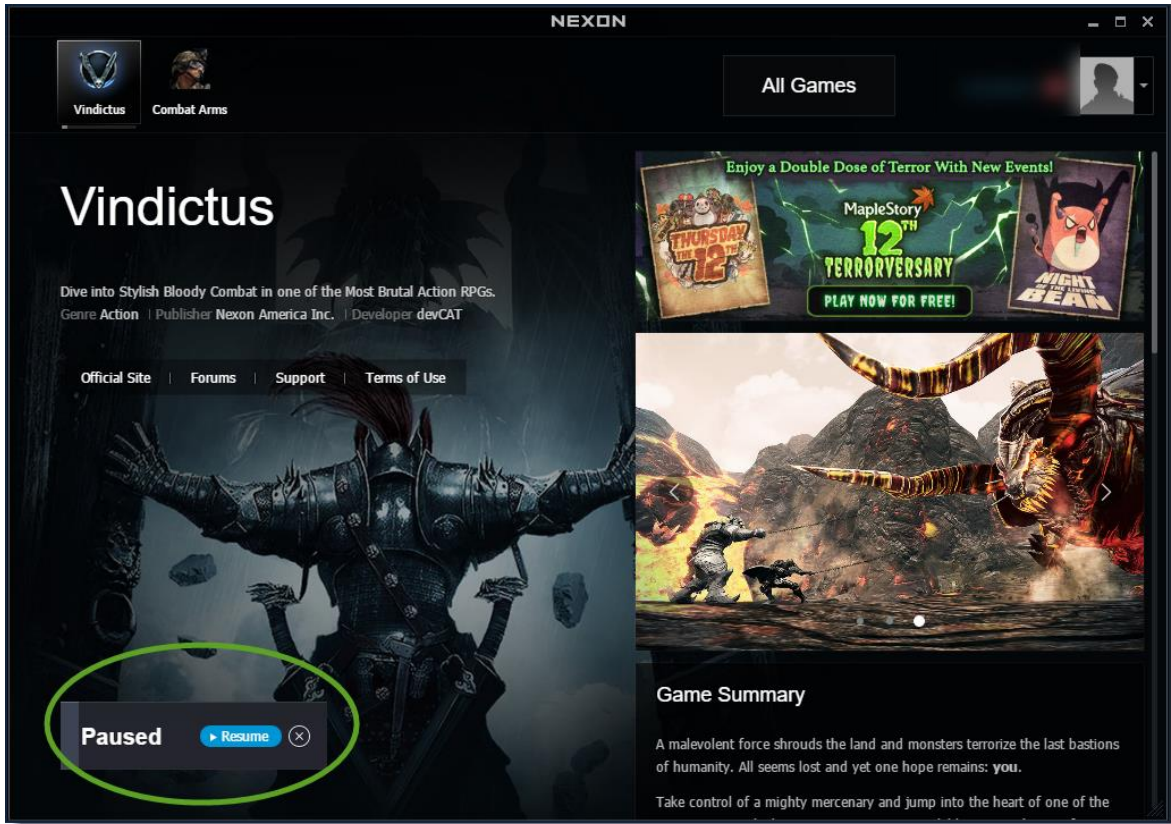 NEXON
Vindictus
Combat Arms
All Games
Vindictus
Dive into Stylish Bloody Combat in one of the Most Brutal Action RPGs.
Genre Action | Publisher Nexon America Inc. | Developer devCAT
Official Site | Forums | Support | Terms of Use
Paused
Resume
Enjoy a Double Dose of Terror With New Events!
THURSDAY
THE 12TH
MapleStory
12TH
TERRORVERSARY
PLAY NOW FOR FREE!
NIGHT
OF THE LIVING
BEAN
Game Summary
A malevolent force shrouds the land and monsters terrorize the last bastions
of humanity. All seems lost and yet one hope remains: you.
Take control of a mighty mercenary and jump into the heart of one of the